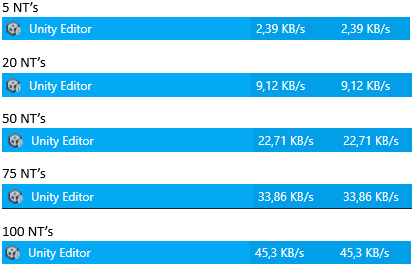 5 NT's
Unity Editor 2,39 KB/s 2,39 KB/s
20 NT's
Unity Editor 9,12 KB/s 9,12 KB/s
50 NT's
Unity Editor 22,71 KB/s 22,71 KB/s
75 NT's
Unity Editor 33,86 KB/s 33,86 KB/s
100 NT's
Unity Editor 45,3 KB/s 45,3 KB/s